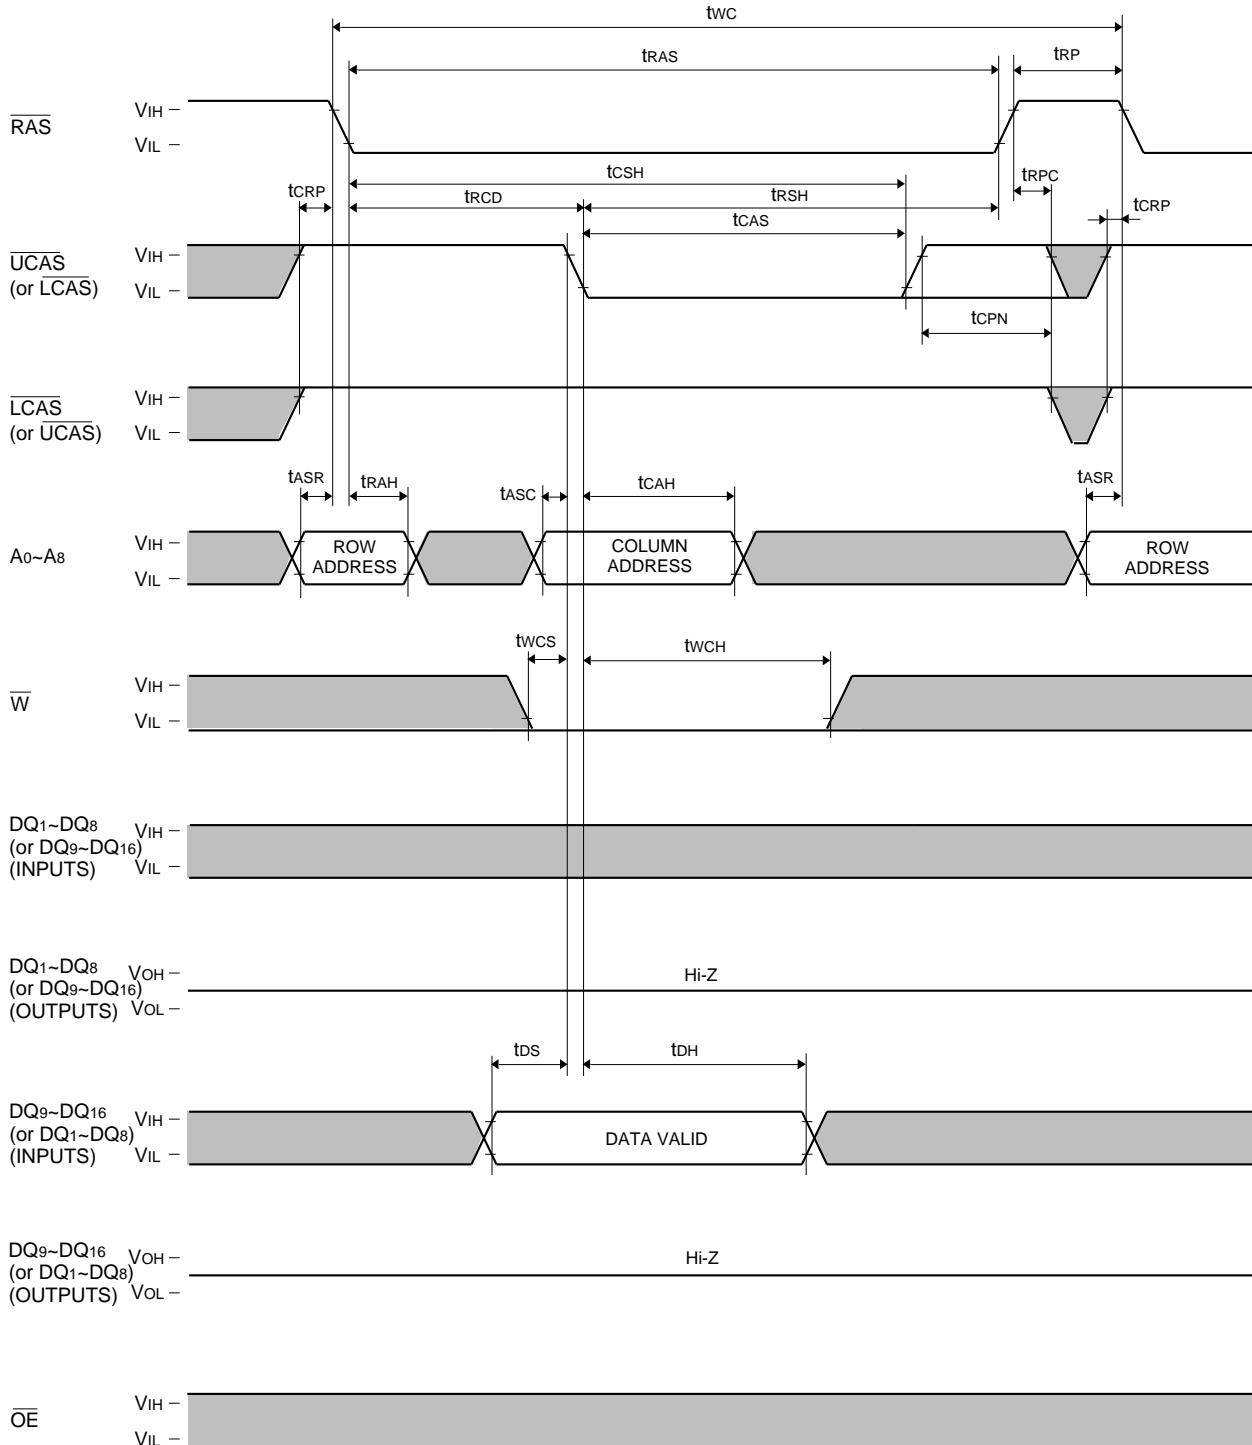 tWC
tRAS
tRP
RAS
VIH
VIL
tCSH
tCRP
tRCD
tRSH
tRPC
tCRP
tCAS
UCAS
(or LCAS)
VIH
VIL
tCPN
LCAS
(or UCAS)
VIH
VIL
tASR
tRAH
tASC
tCAH
tASR
A0~A8
VIH
VIL
ROW
ADDRESS
COLUMN
ADDRESS
ROW
ADDRESS
tWCS
tWCH
W
VIH
VIL
DQ1~DQ8
(or DQ9~DQ16)
(INPUTS)
VIH
VIL
DQ1~DQ8
(or DQ9~DQ16)
(OUTPUTS)
VOH
VOL
Hi-Z
tDS
tDH
DQ9~DQ16
(or DQ1~DQ8)
(INPUTS)
VIH
VIL
DATA VALID
DQ9~DQ16
(or DQ1~DQ8)
(OUTPUTS)
VOH
VOL
Hi-Z
OE
VIH
VIL